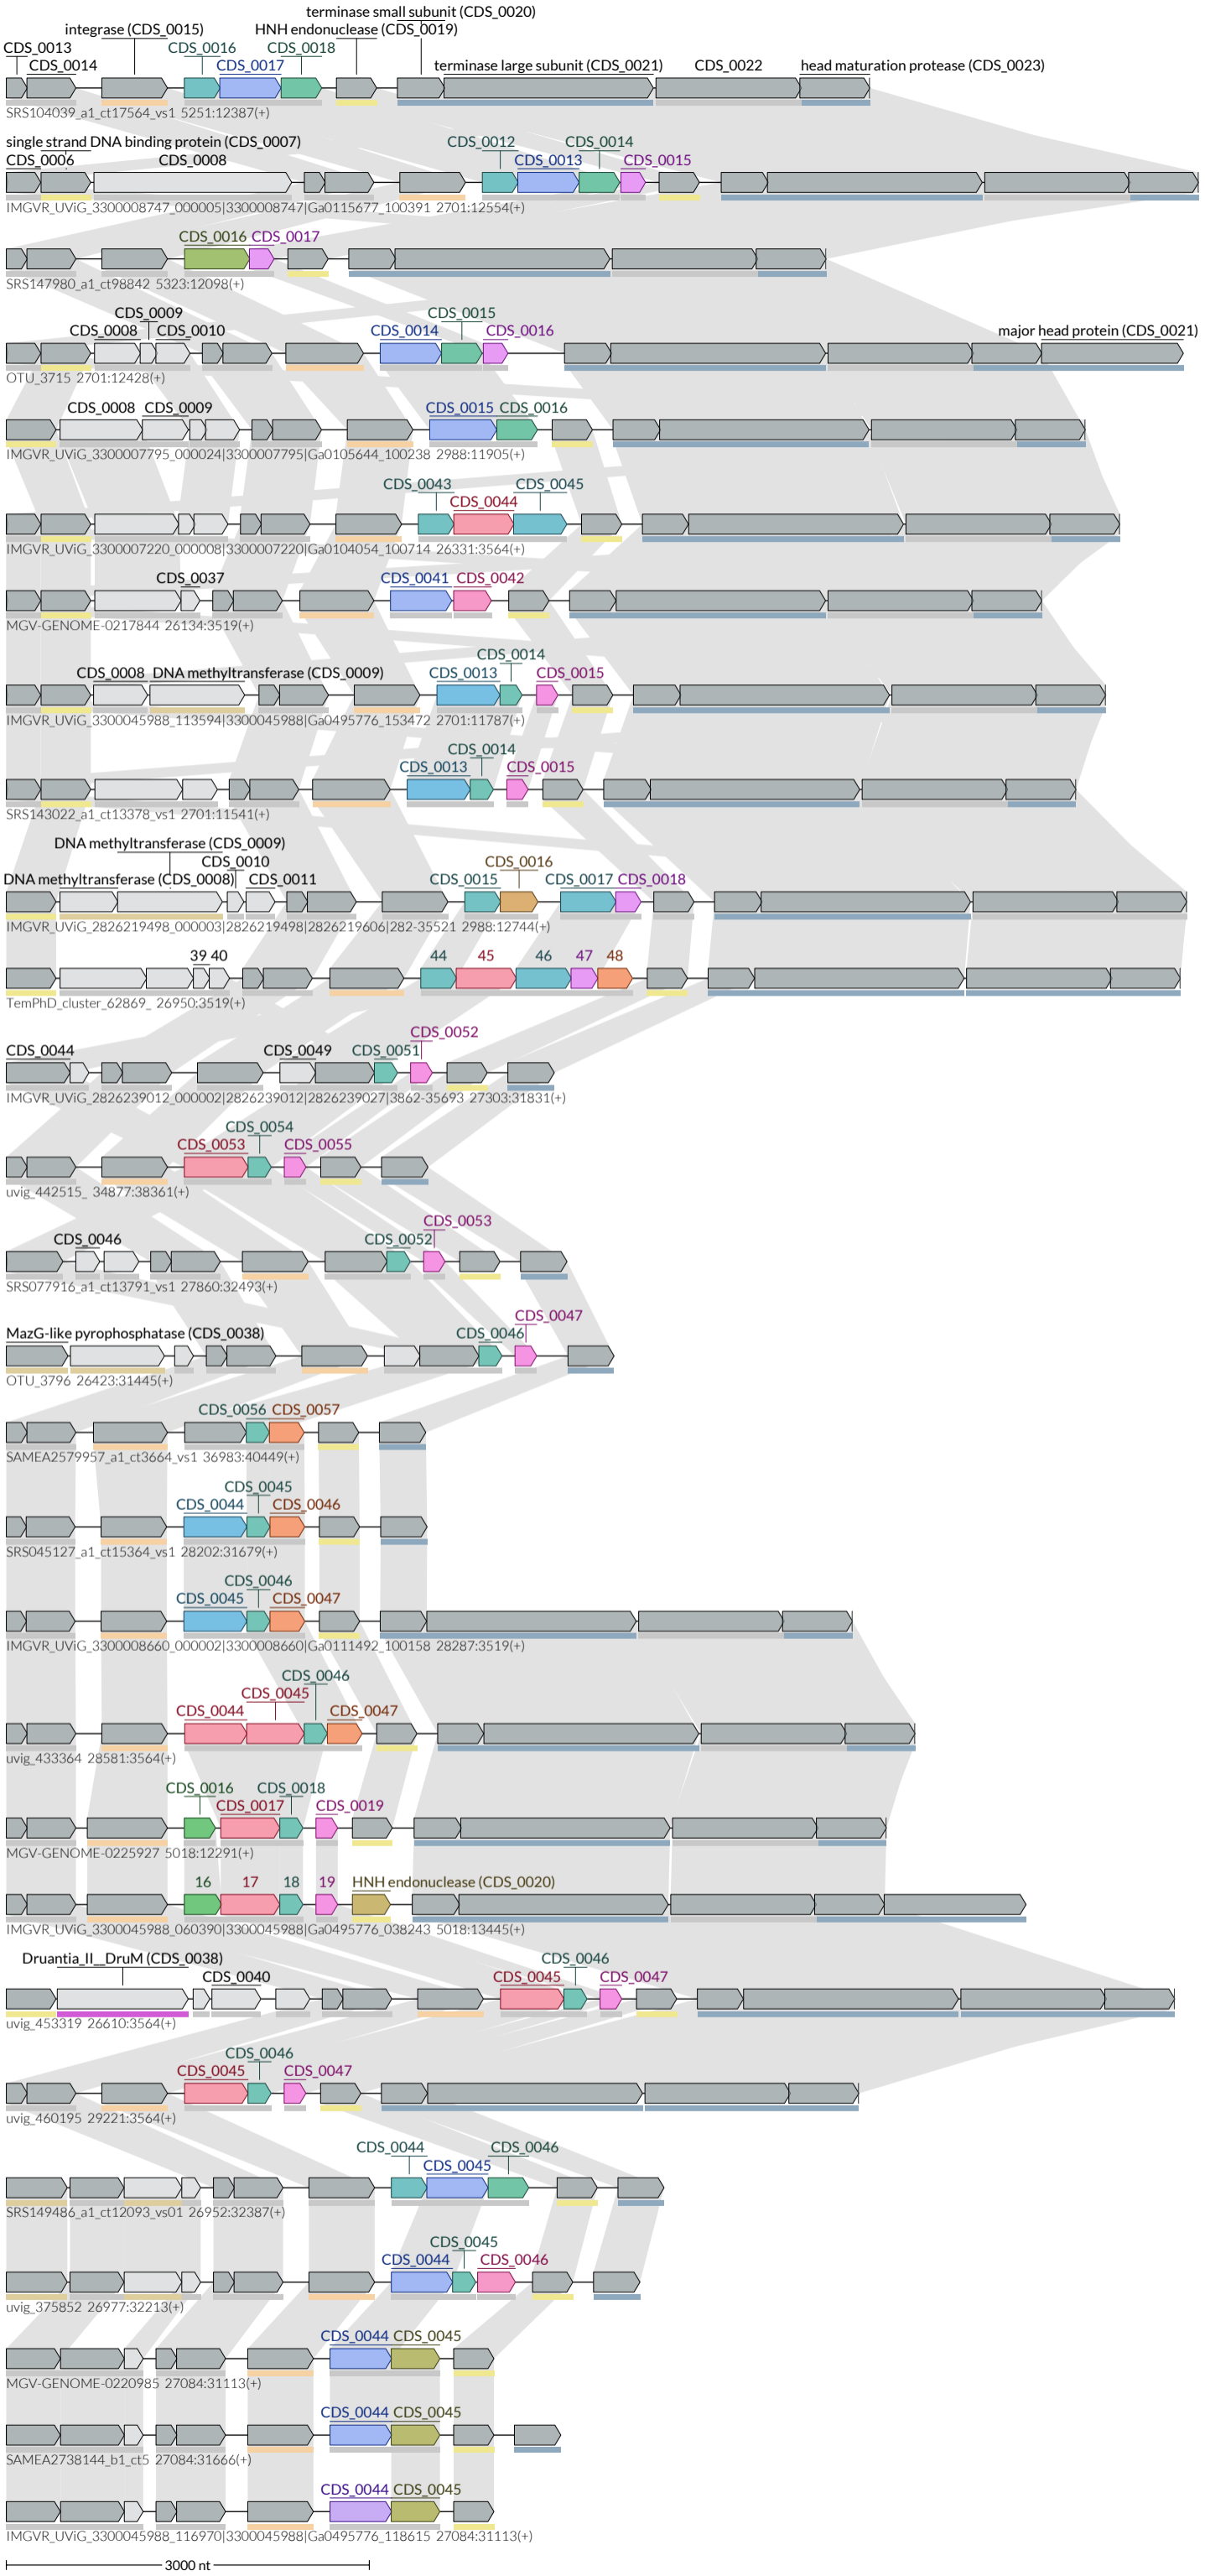 terminase small subunit (CDS_0020)
integrase (CDS_0015) HNH endonuclease (CDS_0019)
CDS_0013 CDS_0016 CDS_0018
CDS_0014 CDS_0017 terminase large subunit (CDS_0021) CDS_0022 head maturation protease (CDS_0023)
SRS104039_a1_ct17564_vs1 5251:12387(+)
single strand DNA binding protein (CDS_0007) CDS_0012 CDS_0014
CDS_0006 CDS_0008 CDS_0013 CDS_0015
IMGVR_UViG_3300008747_000005|3300008747|Ga0115677_100391 2701:12554(+)
CDS_0016 CDS_0017
SRS147980_a1_ct98842 5323:12098(+)
CDS_0009 CDS_0015
CDS_0008 CDS_0010 CDS_0014 CDS_0016 major head protein (CDS_0021)
OTU_3715 2701:12428(+)
CDS_0008 CDS_0009 CDS_0015 CDS_0016
IMGVR_UViG_3300007795_000024|3300007795|Ga0105644_100238 2988:11905(+)
CDS_0043 CDS_0045
CDS_0044
IMGVR_UViG_3300007220_000008|3300007220|Ga0104054_100714 26331:3564(+)
CDS_0037 CDS_0041 CDS_0042
MGV-GENOME-0217844 26134:3519(+)
CDS_0014
CDS_0008 DNA methyltransferase (CDS_0009) CDS_0013 CDS_0015
IMGVR_UViG_3300045988_113594|3300045988|Ga0495776_153472 2701:11787(+)
CDS_0014
CDS_0013 CDS_0015
SRS143022_a1_ct13378_vs1 2701:11541(+)
DNA methyltransferase (CDS_0009)
CDS_0010 CDS_0016
DNA methyltransferase (CDS_0008) CDS_0011 CDS_0015 CDS_0017 CDS_0018
IMGVR_UViG_2826219498_000003|2826219498|2826219606|282-35521 2988:12744(+)
39 40 44 45 46 47 48
TemPhD_cluster_62869_ 26950:3519(+)
CDS_0052
CDS_0044 CDS_0049 CDS_0051
IMGVR_UViG_2826239012_000002|2826239012|2826239027|3862-35693 27303:31831(+)
CDS_0054
CDS_0053 CDS_0055
uvig_442515_ 34877:38361(+)
CDS_0053
CDS_0046 CDS_0052
SRS077916_a1_ct13791_vs1 27860:32493(+)
CDS_0047
MazG-like pyrophosphatase (CDS_0038) CDS_0046
OTU_3796 26423:31445(+)
CDS_0056 CDS_0057
SAMEA2579957_a1_ct3664_vs1 36983:40449(+)
CDS_0045
CDS_0044 CDS_0046
SRS045127_a1_ct15364_vs1 28202:31679(+)
CDS_0046
CDS_0045 CDS_0047
IMGVR_UViG_3300008660_000002|3300008660|Ga0111492_100158 28287:3519(+)
CDS_0046
CDS_0045
CDS_0044 CDS_0047
uvig_433364 28581:3564(+)
CDS_0016 CDS_0018
CDS_0017 CDS_0019
MGV-GENOME-0225927 5018:12291(+)
16 17 18 19 HNH endonuclease (CDS_0020)
IMGVR_UViG_3300045988_060390|3300045988|Ga0495776_038243 5018:13445(+)
Druantia_II__DruM (CDS_0038) CDS_0046
CDS_0040 CDS_0045 CDS_0047
uvig_453319 26610:3564(+)
CDS_0046
CDS_0045 CDS_0047
uvig_460195 29221:3564(+)
CDS_0044 CDS_0046
CDS_0045
SRS149486_a1_ct12093_vs01 26952:32387(+)
CDS_0045
CDS_0044 CDS_0046
uvig_375852 26977:32213(+)
CDS_0044 CDS_0045
MGV-GENOME-0220985 27084:31113(+)
CDS_0044 CDS_0045
SAMEA2738144_b1_ct5 27084:31666(+)
CDS_0044 CDS_0045
IMGVR_UViG_3300045988_116970|3300045988|Ga0495776_118615 27084:31113(+)
3000 nt